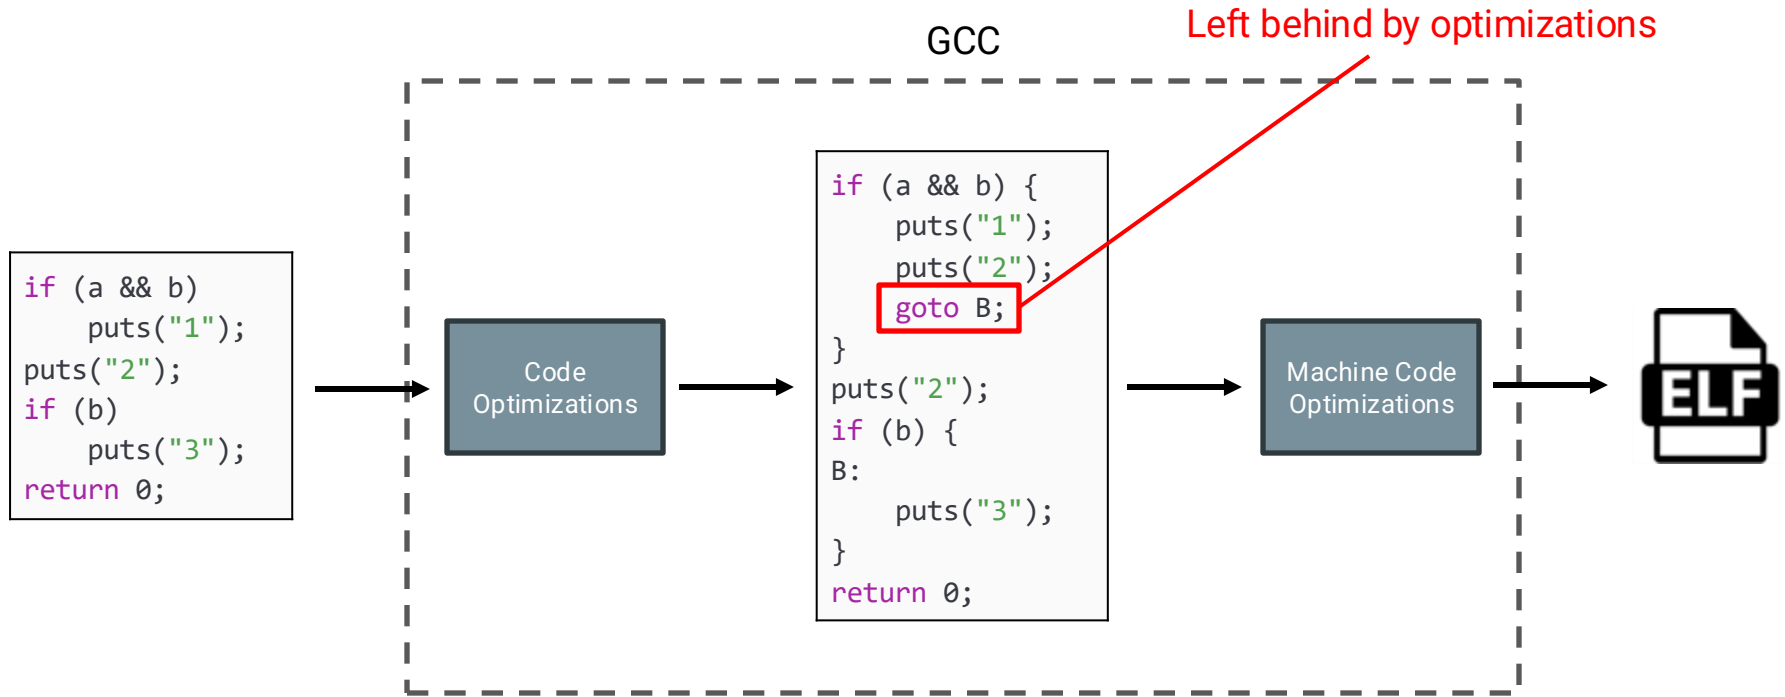 Left behind by optimizations
GCC
if (a && b)
    puts("1");
puts("2");
if (b)
    puts("3");
return 0;
Code
Optimizations
if (a && b) {
    puts("1");
    puts("2");
    goto B;
}
puts("2");
if (b) {
B:
    puts("3");
}
return 0;
Machine Code
Optimizations
ELF